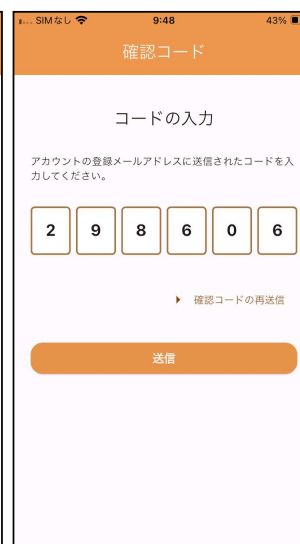 SIMなし 9:48 43%
確認コード
コードの入力
アカウントの登録メールアドレスに送信されたコードを入
力してください。
2 9 8 6 0 6
確認コードの再送信
送信